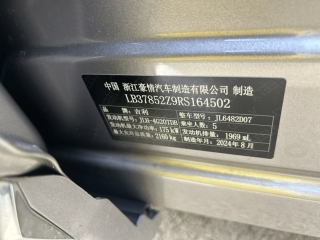 中国 浙江豪情汽车制造有限公司 制造
LB37852Z9RS164502
品牌：吉利 整车型号：JL6482D07
发动机型号：JLH-4G20TDB 乘坐人数：5
发动机最大净功率：175 kW 发动机排量：1969 mL
最大允许总质量：2160 kg 制造年月：2024年8月